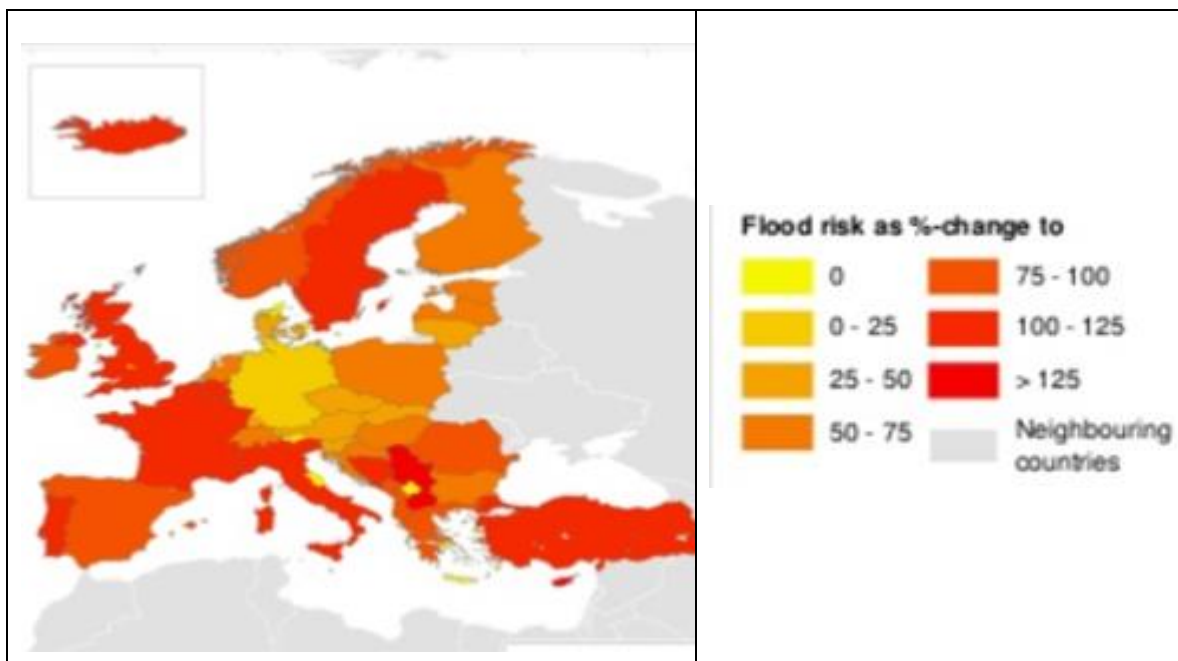 Flood risk as %-change to
0
0 - 25
25 - 50
50 - 75
75 - 100
100 - 125
> 125
Neighbouring
countries